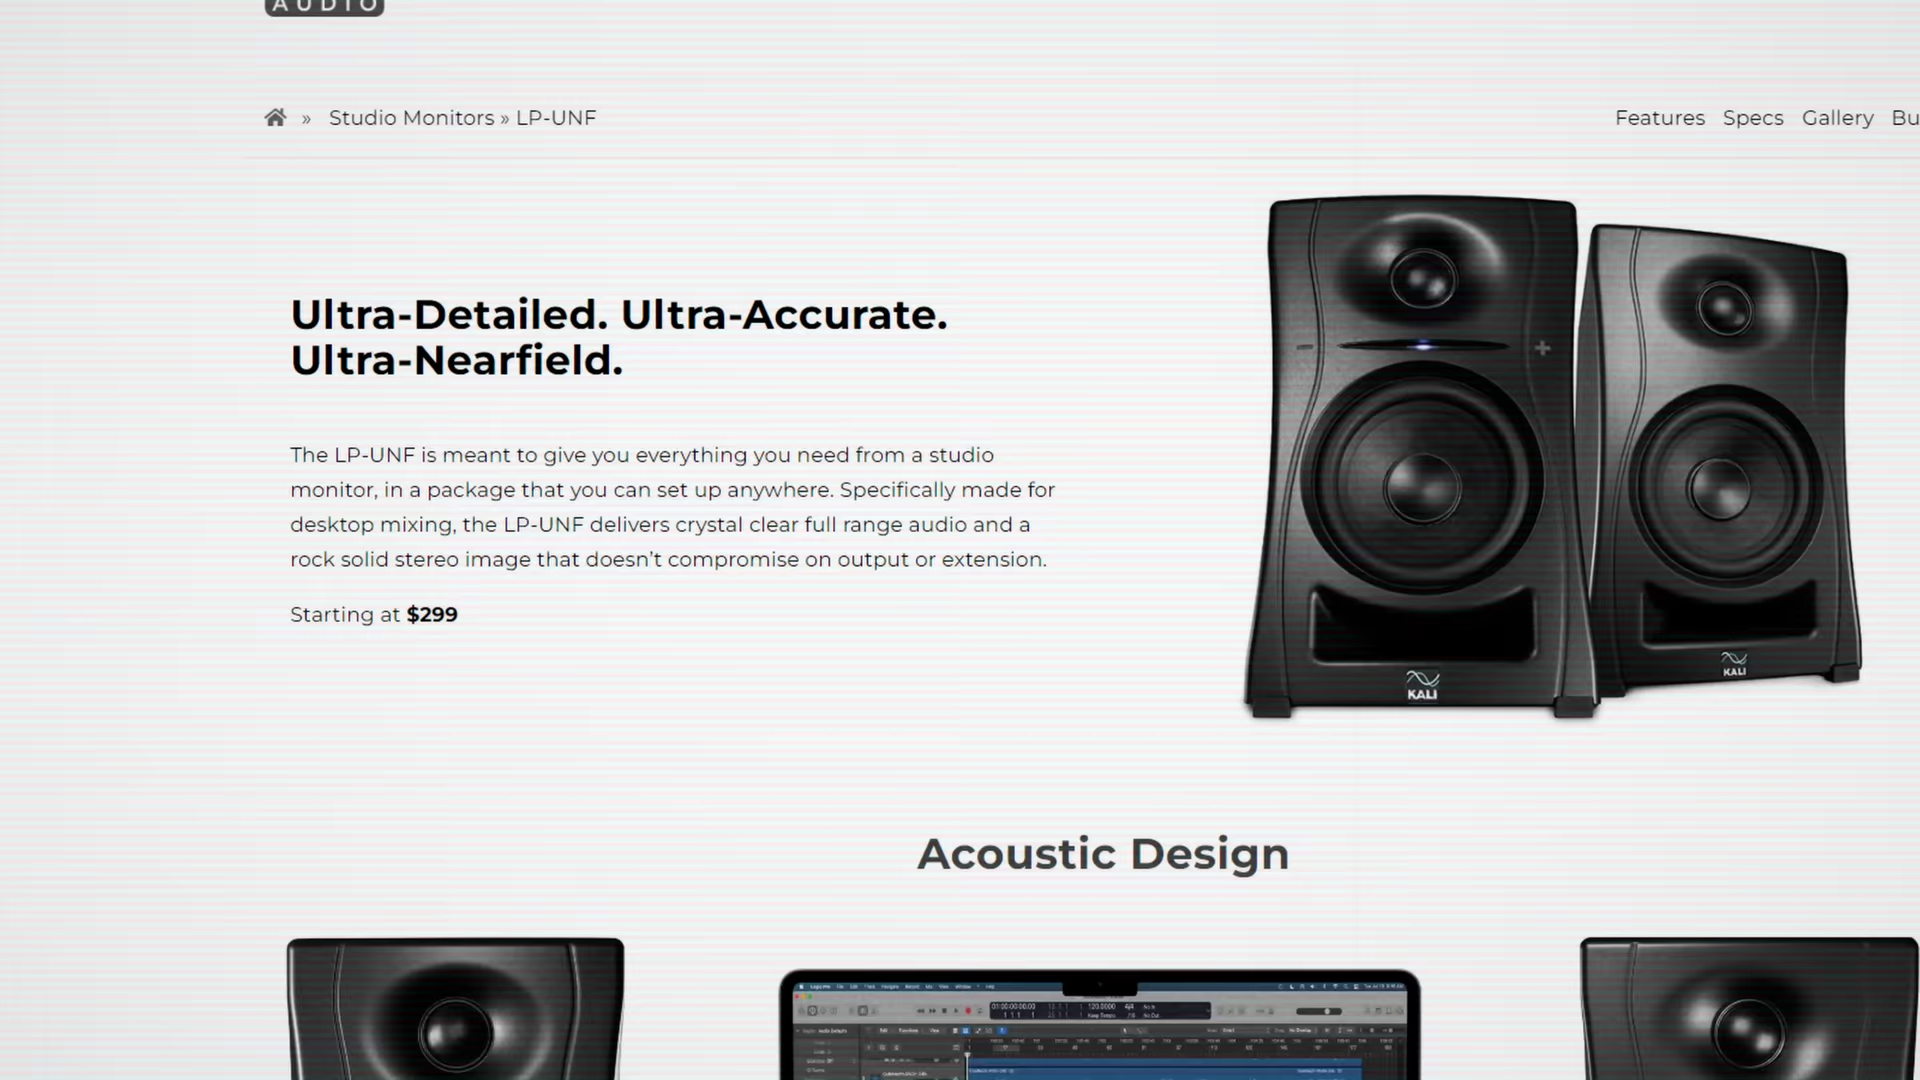 AUDIO
» Studio Monitors » LP-UNF
Features Specs Gallery Bu
Ultra-Detailed. Ultra-Accurate.
Ultra-Nearfield.
The LP-UNF is meant to give you everything you need from a studio
monitor, in a package that you can set up anywhere. Specifically made for
desktop mixing, the LP-UNF delivers crystal clear full range audio and a
rock solid stereo image that doesn’t compromise on output or extension.
Starting at $299
KALI
KALI
Acoustic Design